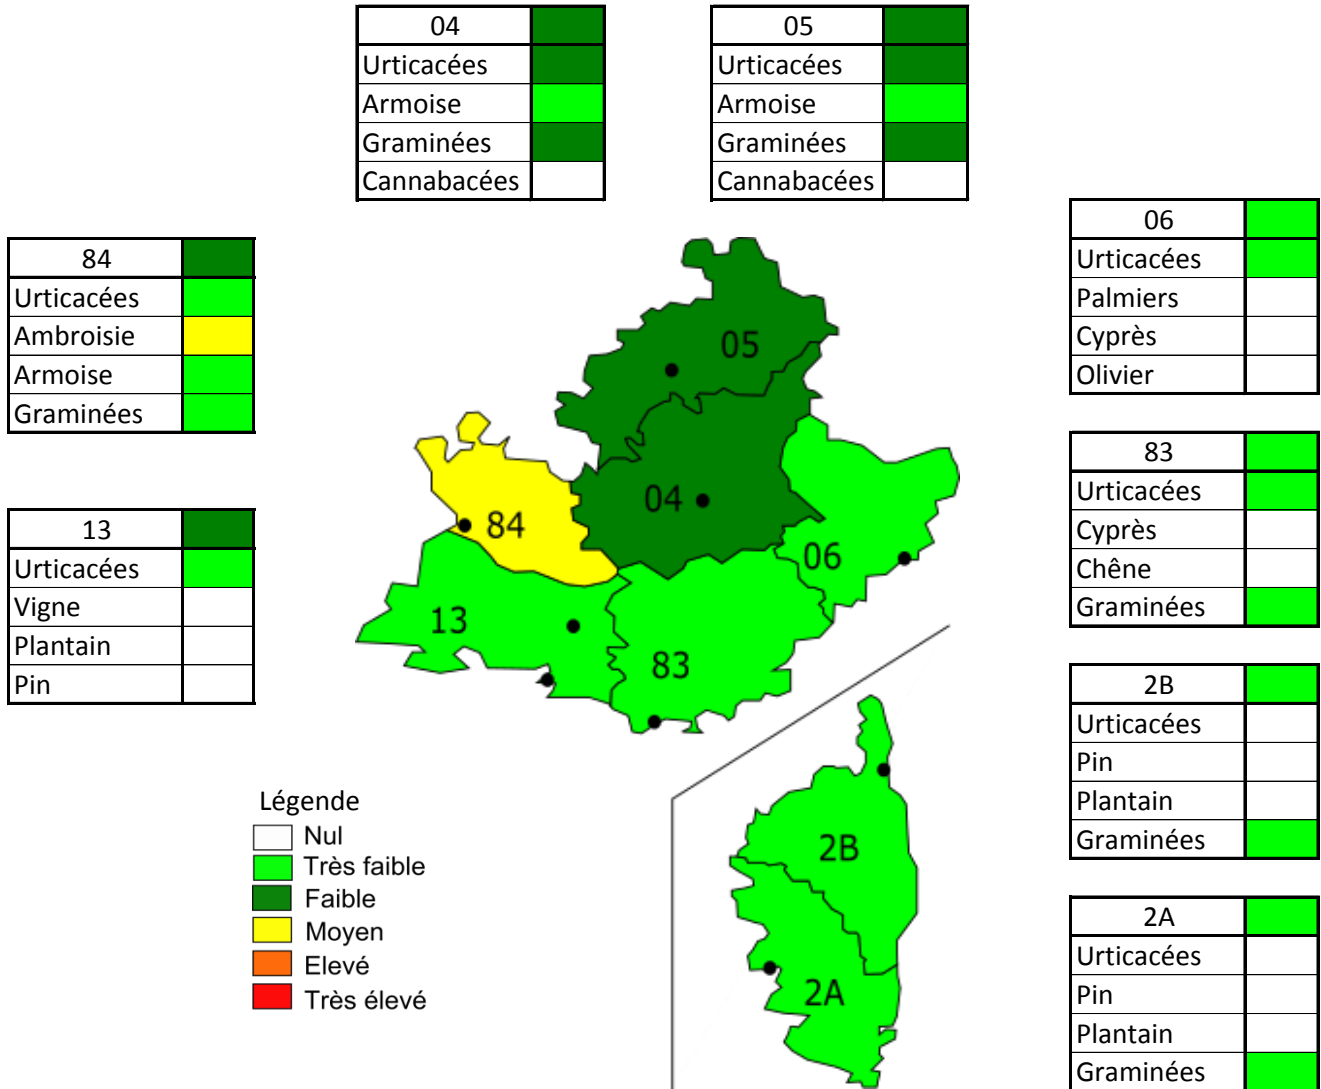 04
Urticacées
Armoise
Graminées
Cannabacées
05
Urticacées
Armoise
Graminées
Cannabacées
84
Urticacées
Ambroisie
Armoise
Graminées
13
Urticacées
Vigne
Plantain
Pin
06
Urticacées
Palmiers
Cyprès
Olivier
83
Urticacées
Cyprès
Chêne
Graminées
2B
Urticacées
Pin
Plantain
Graminées
2A
Urticacées
Pin
Plantain
Graminées
05
04
84
06
13
83
2B
2A
Légende
Nul
Très faible
Faible
Moyen
Elevé
Très élevé